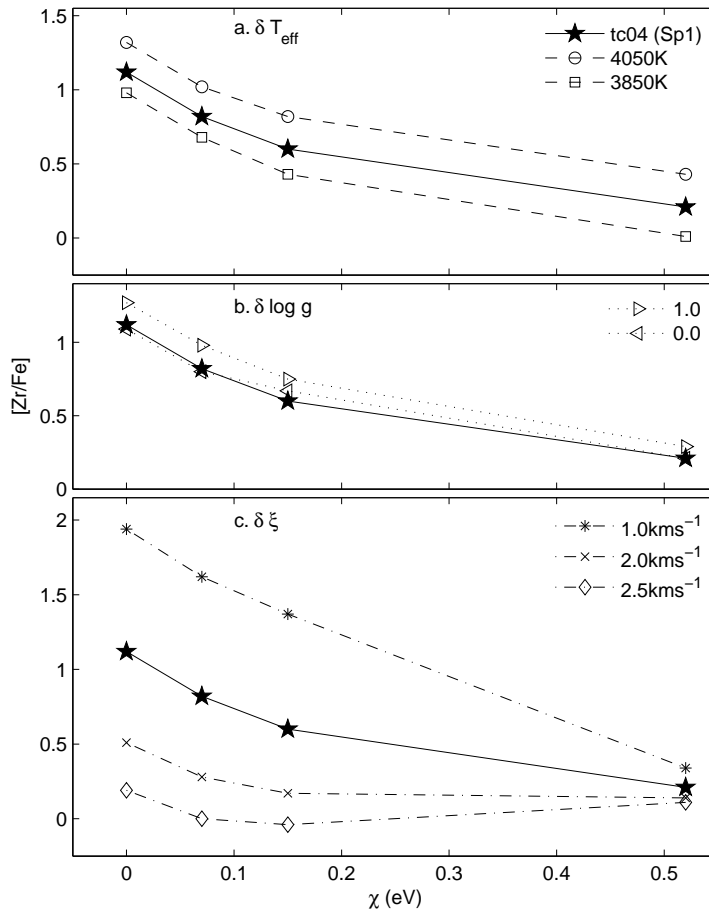 a. δ T_eff
tc04 (Sp1)
4050K
3850K
1.5
1
0.5
0
b. δ log g
1.0
0.0
1
0.5
0
[Zr/Fe]
c. δ ξ
1.0kms⁻¹
2.0kms⁻¹
2.5kms⁻¹
2
1.5
1
0.5
0
0
0.1
0.2
0.3
0.4
0.5
χ (eV)